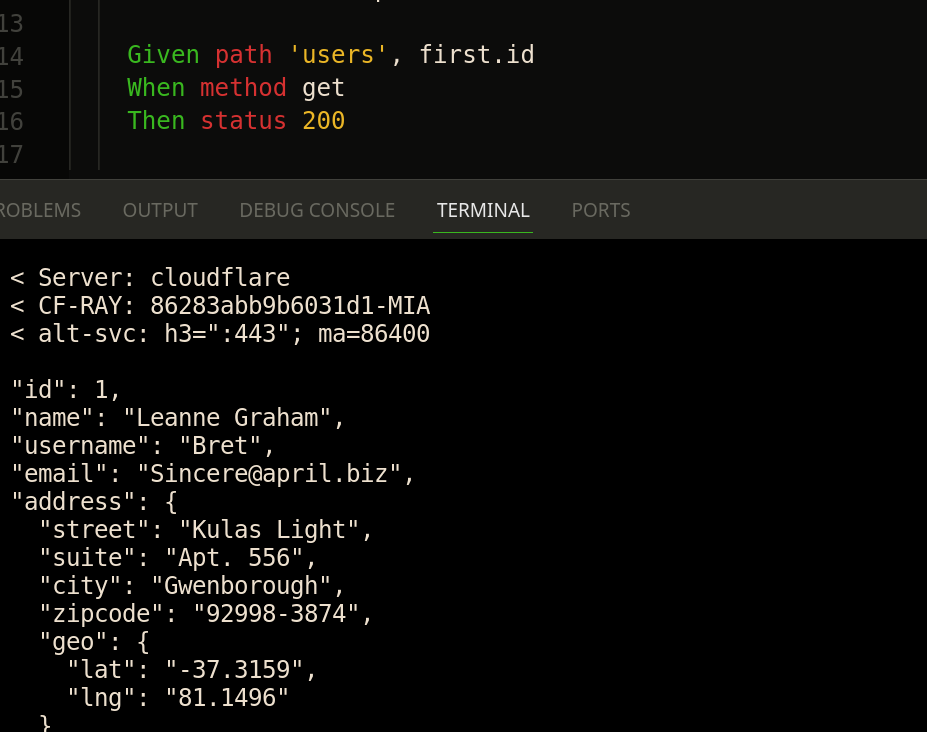 13
14 Given path 'users', first.id
15 When method get
16 Then status 200
17
ROBLEMS OUTPUT DEBUG CONSOLE TERMINAL PORTS
< Server: cloudflare
< CF-RAY: 86283abb9b6031d1-MIA
< alt-svc: h3=":443"; ma=86400
"id": 1,
"name": "Leanne Graham",
"username": "Bret",
"email": "Sincere@april.biz",
"address": {
  "street": "Kulas Light",
  "suite": "Apt. 556",
  "city": "Gwenborough",
  "zipcode": "92998-3874",
  "geo": {
    "lat": "-37.3159",
    "lng": "81.1496"
  }